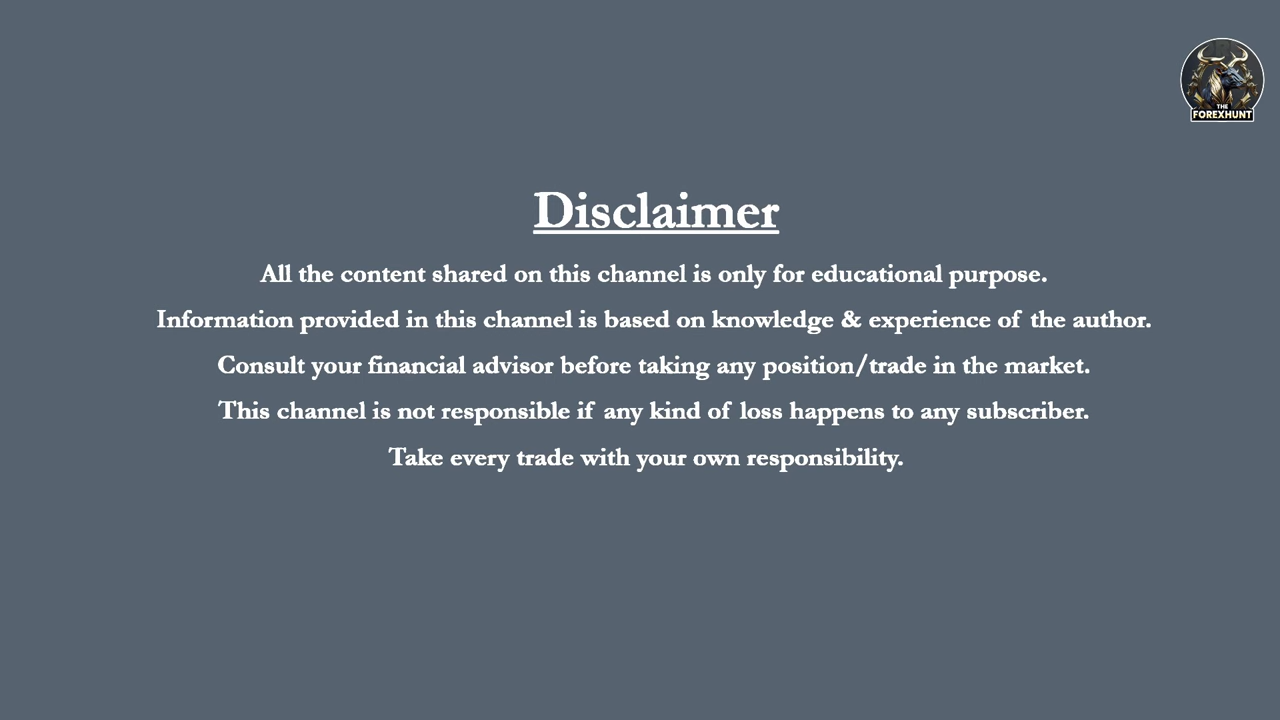 THE
FOREXHUNT
Disclaimer
All the content shared on this channel is only for educational purpose.
Information provided in this channel is based on knowledge & experience of the author.
Consult your financial advisor before taking any position/trade in the market.
This channel is not responsible if any kind of loss happens to any subscriber.
Take every trade with your own responsibility.